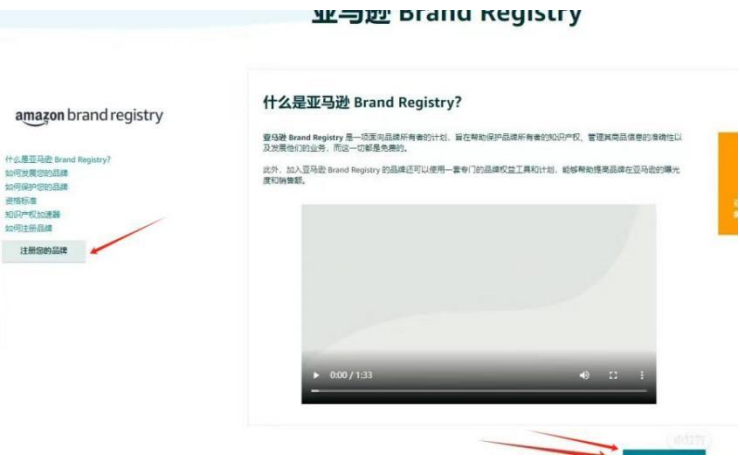 亚马逊 Brand Registry
amazon brand registry
什么是亚马逊 Brand Registry?
如何发展您的品牌
如何保护您的品牌
资格标准
知识产权加速器
如何注册品牌
注册您的品牌
什么是亚马逊 Brand Registry?
亚马逊 Brand Registry 是一项面向品牌所有者的计划，旨在帮助保护品牌所有者的知识产权、管理其商品信息的准确性以
及发展他们的业务，而这一切都是免费的。
此外，加入亚马逊 Brand Registry 的品牌还可以使用一套专门的品牌权益工具和计划，能够帮助提高品牌在亚马逊的曝光
度和销售额。
0:00 / 1:33